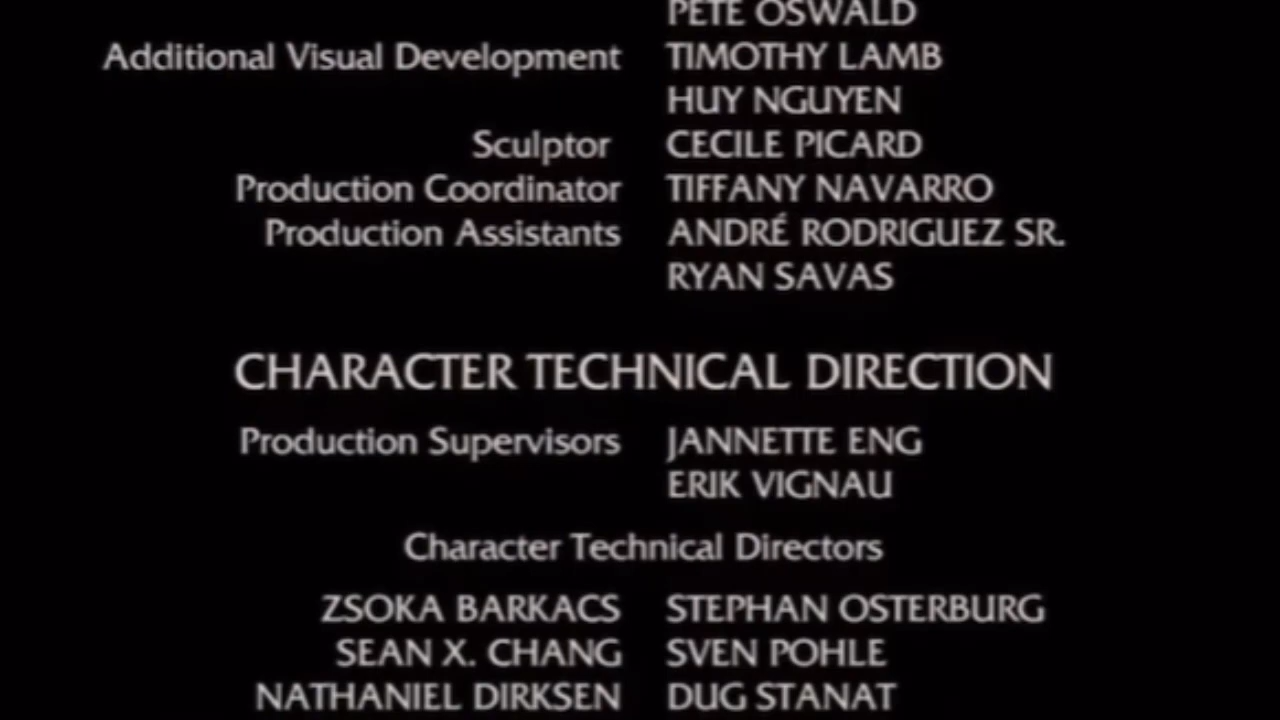 PETE OSWALD
Additional Visual Development TIMOTHY LAMB
HUY NGUYEN
Sculptor CECILE PICARD
Production Coordinator TIFFANY NAVARRO
Production Assistants ANDRÉ RODRIGUEZ SR.
RYAN SAVAS
CHARACTER TECHNICAL DIRECTION
Production Supervisors JANNETTE ENG
ERIK VIGNAU
Character Technical Directors
ZSOKA BARKACS STEPHAN OSTERBURG
SEAN X. CHANG SVEN POHLE
NATHANIEL DIRKSEN DUG STANAT